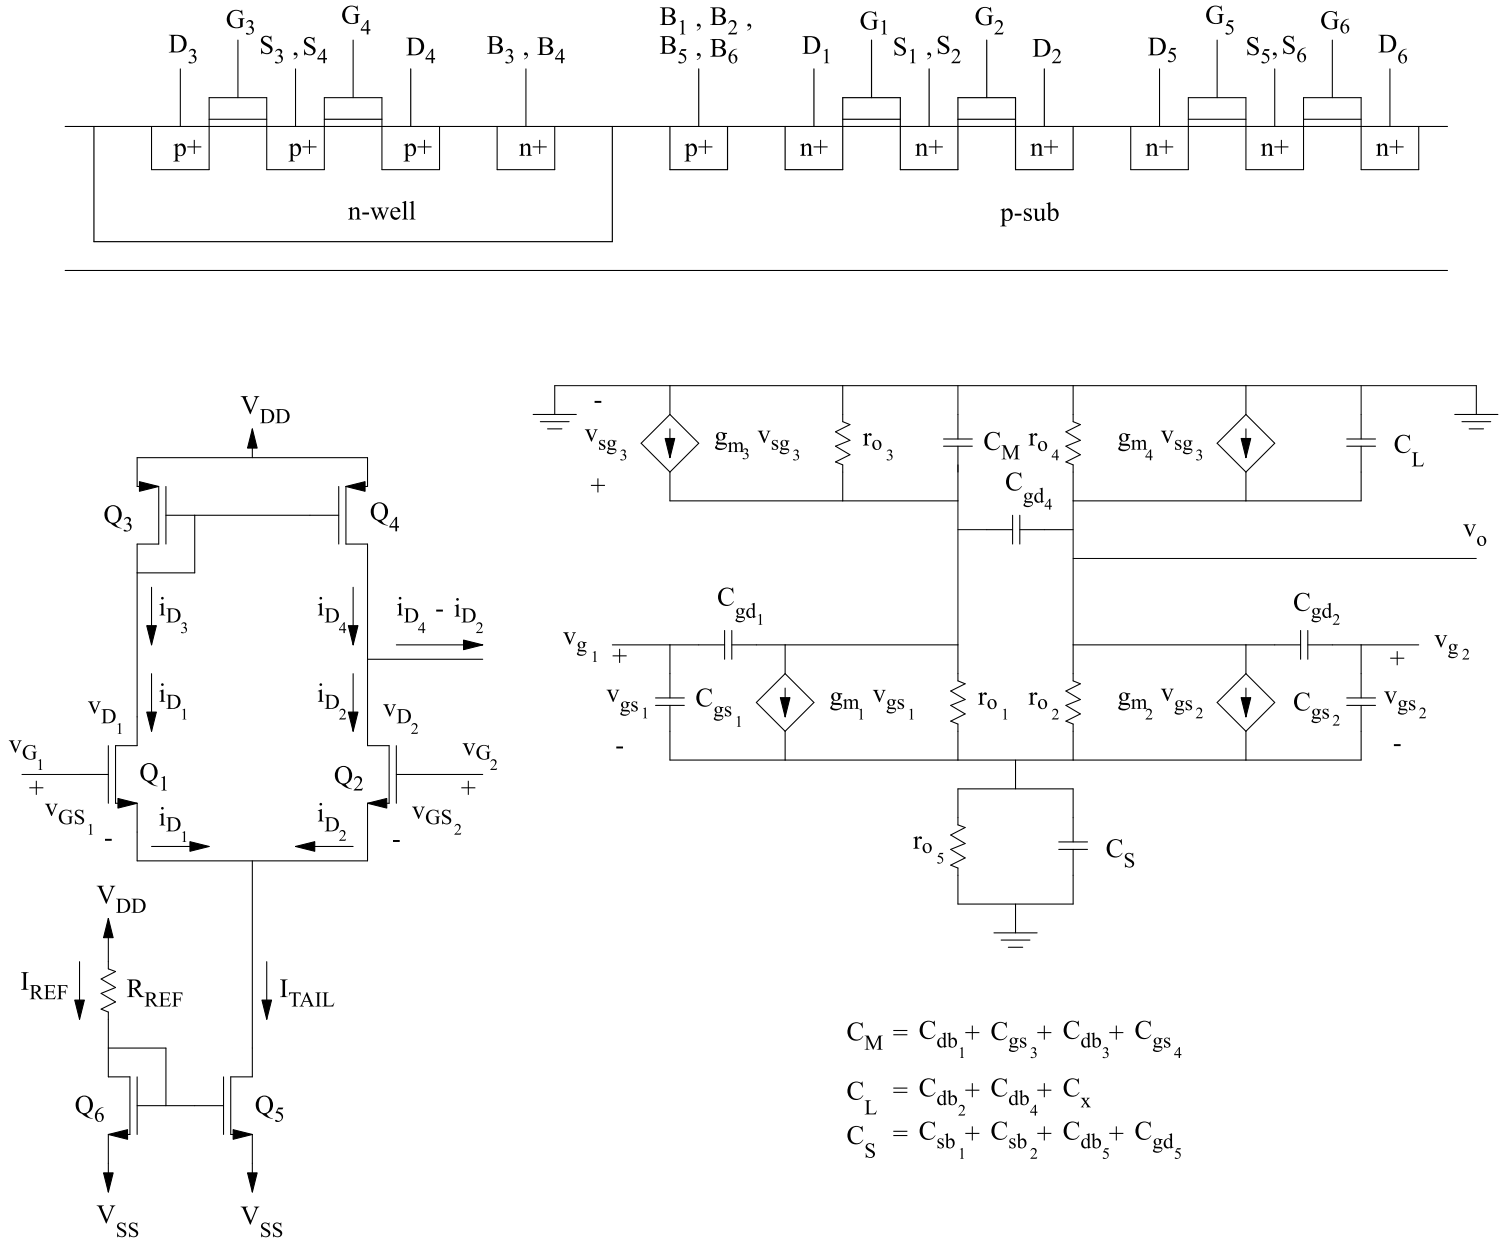 B1 , B2 ,
G3 G4 G1 G2 G5 G6
D3 S3 , S4 D4 B3 , B4 B5 , B6 D1 S1 , S2 D2 D5 S5 , S6 D6
p+ p+ p+ n+ p+ n+ n+ n+ n+ n+ n+
n-well p-sub
VDD
Q3 Q4
iD3 iD4 iD4 - iD2
iD1 iD2
vD1 vD2
vG1 vG2
Q1 Q2
+ +
vGS1 vGS2
- -
iD1 iD2
VDD
IREF RREF ITAIL
Q6 Q5
VSS VSS
-
vsg3 gm3 vsg3 ro3 CM ro4 gm4 vsg3 CL
+
Cgd4
vo
Cgd1 Cgd2
vg1 vg2
+ +
vgs1 Cgs1 gm1 vgs1 ro1 ro2 gm2 vgs2 Cgs2 vgs2
- -
ro5 CS
CM = Cdb1 + Cgs3 + Cdb3 + Cgs4
CL = Cdb2 + Cdb4 + Cx
CS = Csb1 + Csb2 + Cdb5 + Cgd5